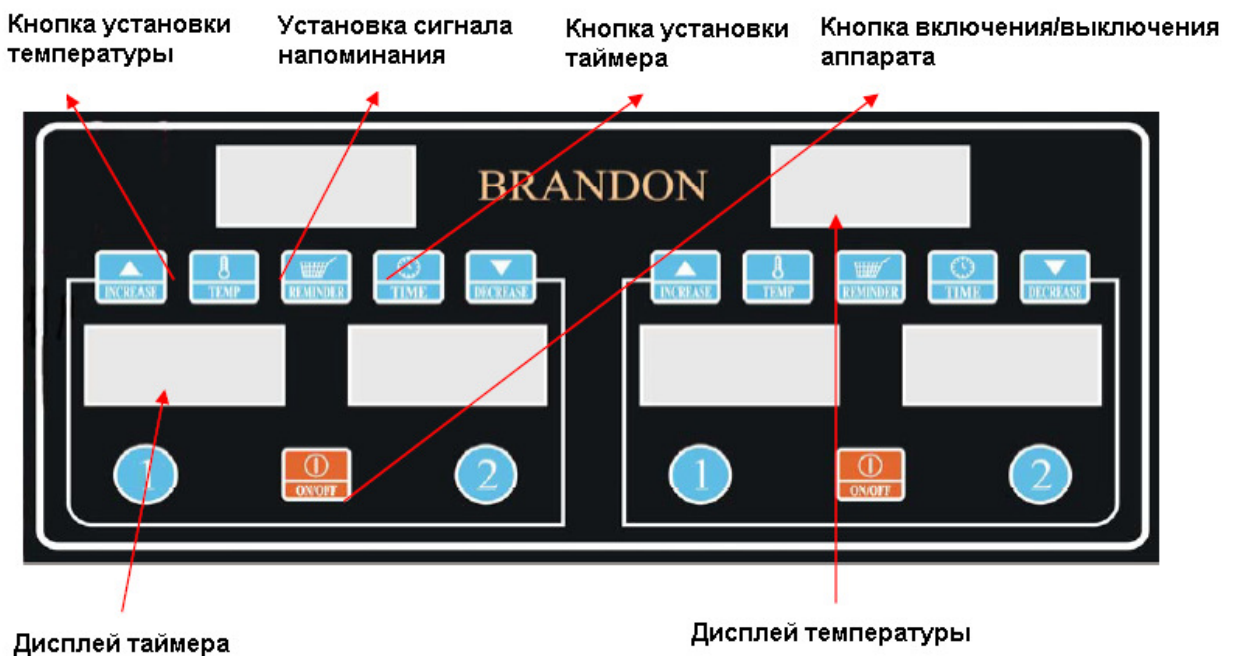 Кнопка установки
температуры
Установка сигнала
напоминания
Кнопка установки
таймера
Кнопка включения/выключения
аппарата
BRANDON
INCREASE
TEMP
REMINDER
TIME
DECREASE
INCREASE
TEMP
REMINDER
TIME
DECREASE
1
ON/OFF
2
1
ON/OFF
2
Дисплей таймера
Дисплей температуры